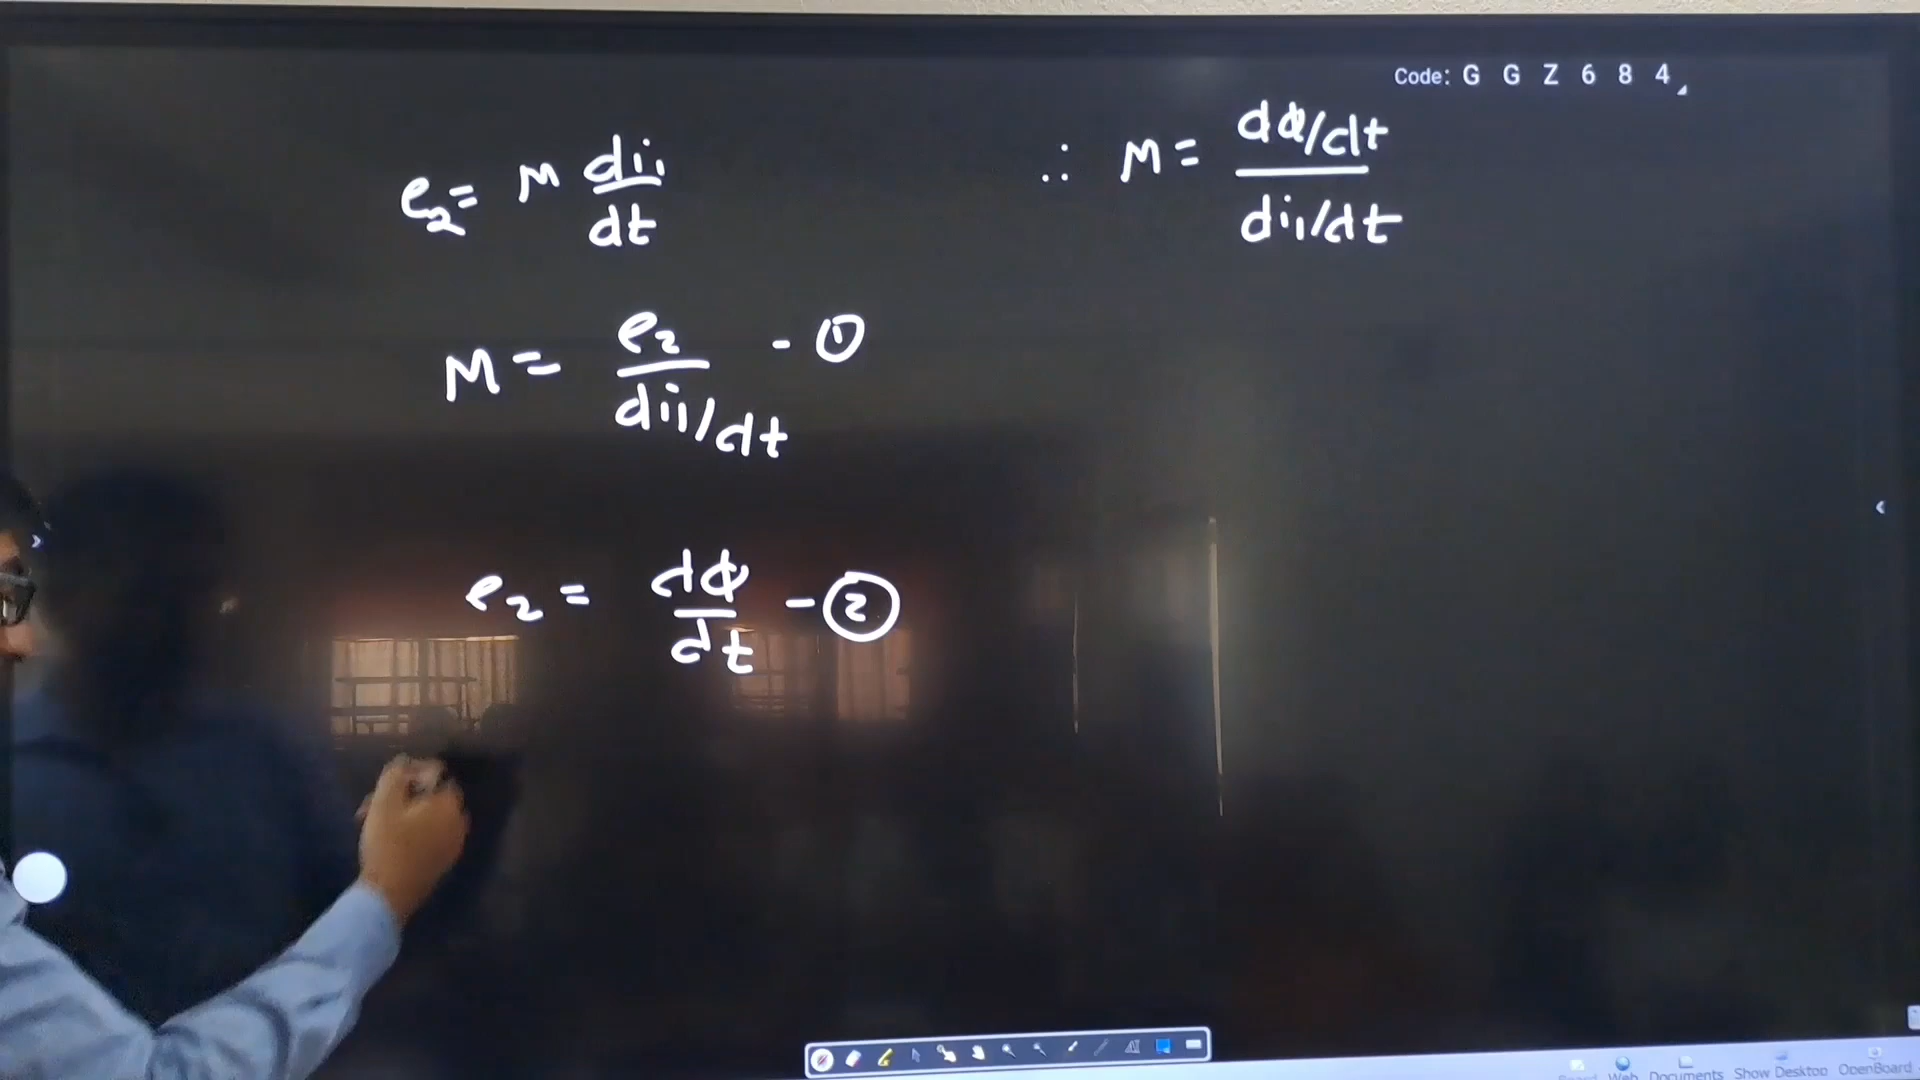 Code: G G Z 6 8 4
e₂ = M di₁/dt
M = e₂ / (di₁/dt) - ①
e₂ = dϕ/dt - ②
∴ M = (dϕ/dt) / (di₁/dt)
Web Documents Show Desktop OpenBoard